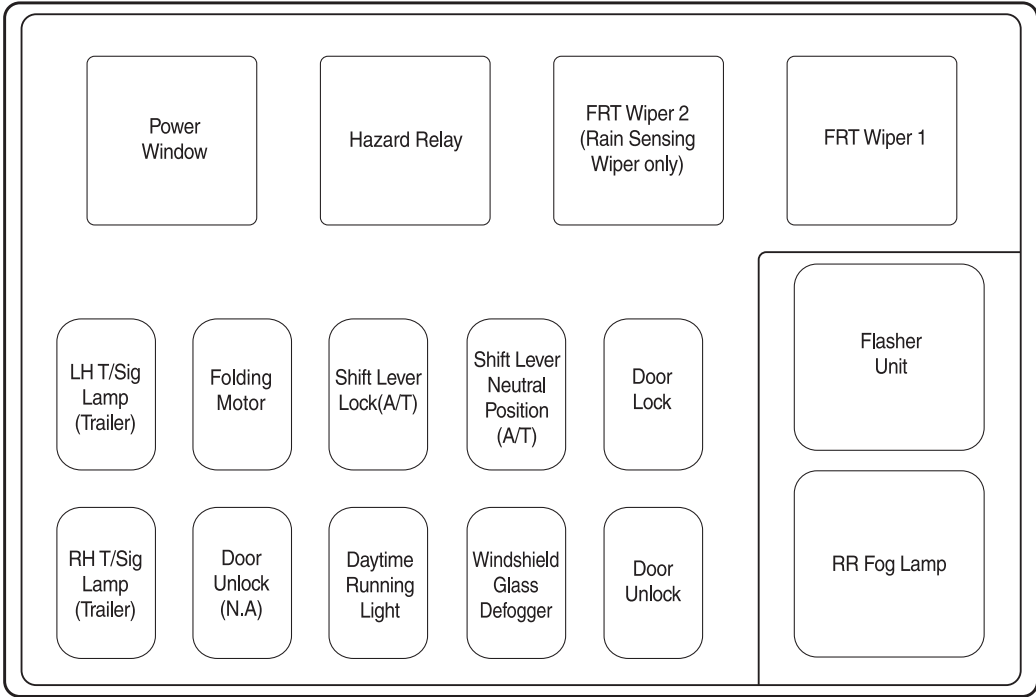 Power
Window
Hazard Relay
FRT Wiper 2
(Rain Sensing
Wiper only)
FRT Wiper 1
LH T/Sig
Lamp
(Trailer)
Folding
Motor
Shift Lever
Lock(A/T)
Shift Lever
Neutral
Position
(A/T)
Door
Lock
Flasher
Unit
RH T/Sig
Lamp
(Trailer)
Door
Unlock
(N.A)
Daytime
Running
Light
Windshield
Glass
Defogger
Door
Unlock
RR Fog Lamp